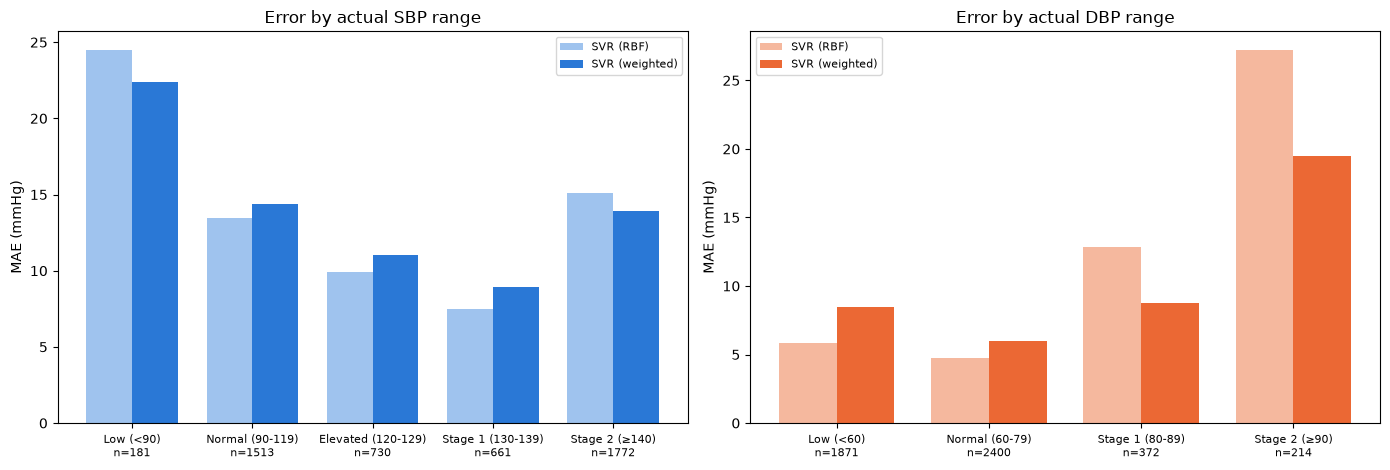 Error by actual SBP range
SVR (RBF)
SVR (weighted)
MAE (mmHg)
25
20
15
10
5
0
Low (<90)
n=181
Normal (90-119)
n=1513
Elevated (120-129)
n=730
Stage 1 (130-139)
n=661
Stage 2 (≥140)
n=1772
Error by actual DBP range
SVR (RBF)
SVR (weighted)
MAE (mmHg)
25
20
15
10
5
0
Low (<60)
n=1871
Normal (60-79)
n=2400
Stage 1 (80-89)
n=372
Stage 2 (≥90)
n=214